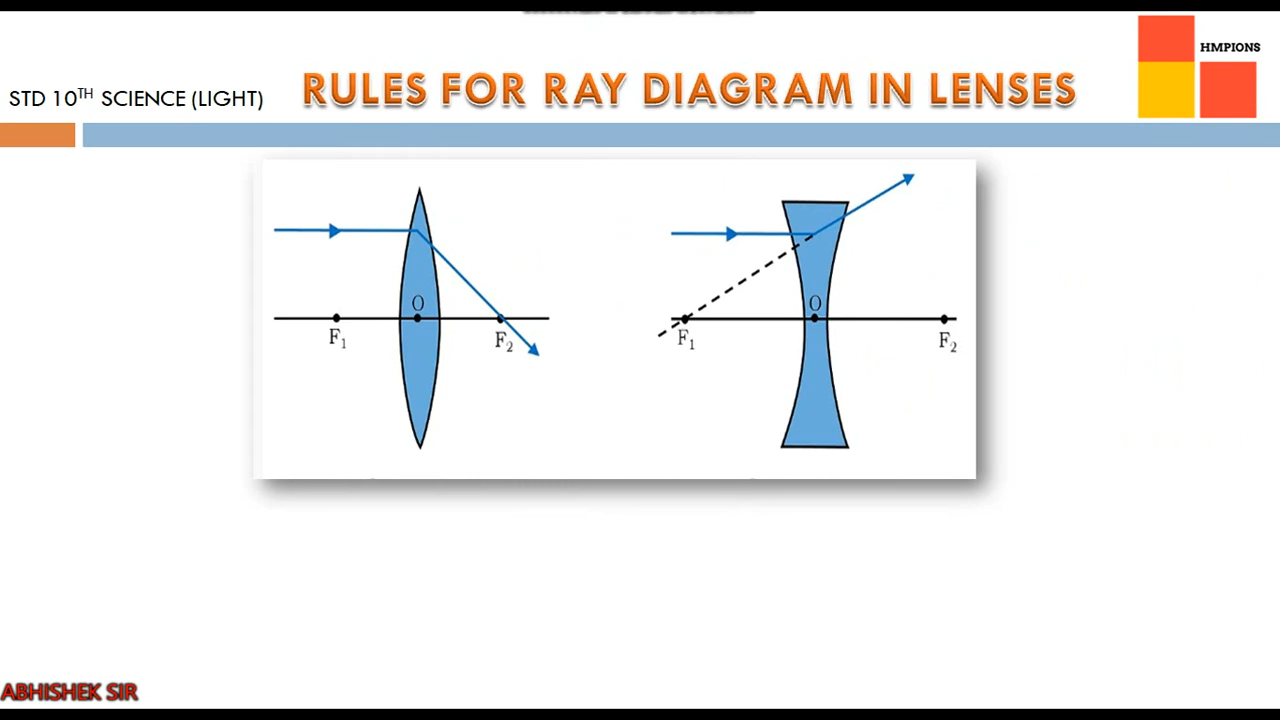 HMPIONS
STD 10TH SCIENCE (LIGHT)
RULES FOR RAY DIAGRAM IN LENSES
O
F1
F2
O
F1
F2
ABHISHEK SIR